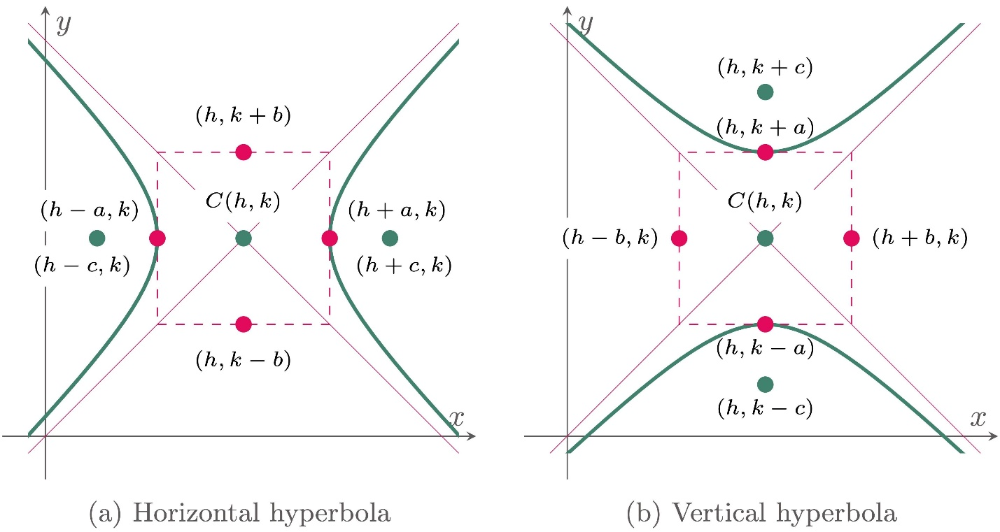 y
(h, k + b)
C(h, k)
(h − a, k)
(h + a, k)
(h − c, k)
(h + c, k)
(h, k − b)
x
(a) Horizontal hyperbola
y
(h, k + c)
(h, k + a)
C(h, k)
(h − b, k)
(h + b, k)
(h, k − a)
(h, k − c)
x
(b) Vertical hyperbola